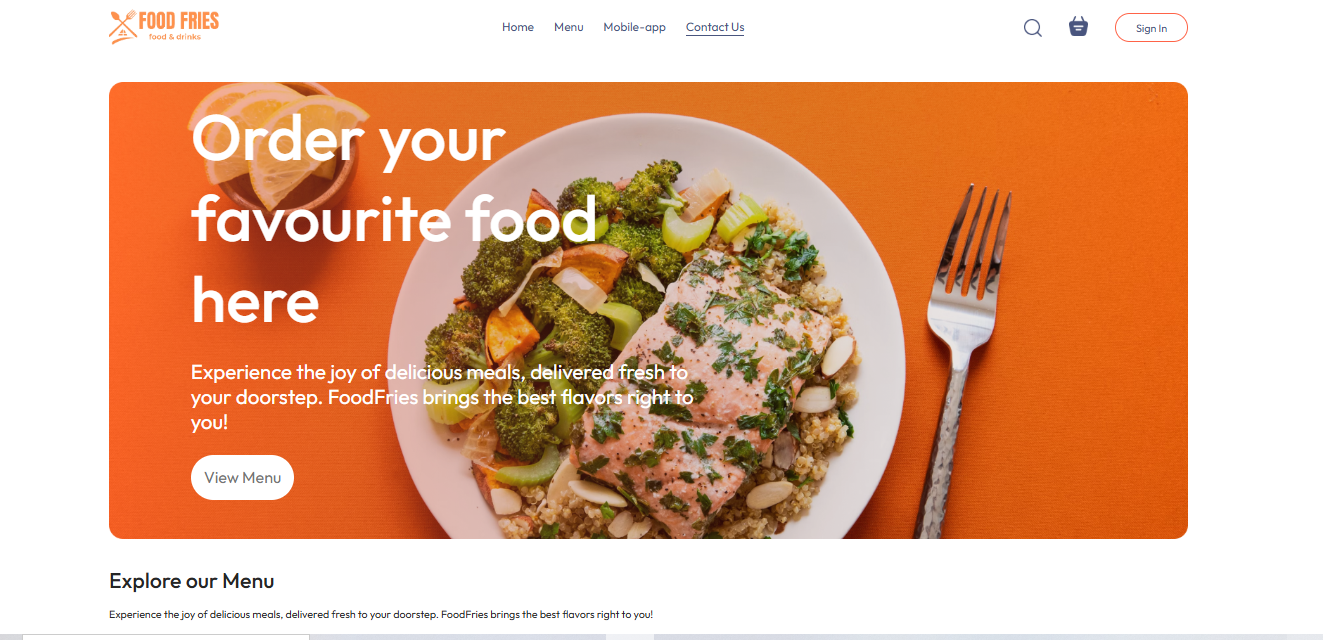 FOOD FRIES
food & drinks
Home Menu Mobile-app Contact Us
Sign In
Order your
favourite food
here
Experience the joy of delicious meals, delivered fresh to
your doorstep. FoodFries brings the best flavors right to
you!
View Menu
Explore our Menu
Experience the joy of delicious meals, delivered fresh to your doorstep. FoodFries brings the best flavors right to you!